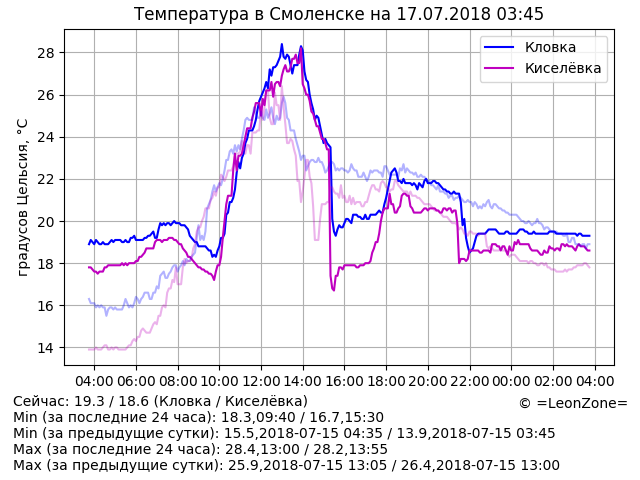 Температура в Смоленске на 17.07.2018 03:45
Кловка
Киселёвка
градусов Цельсия, °C
28
26
24
22
20
18
16
14
04:00 06:00 08:00 10:00 12:00 14:00 16:00 18:00 20:00 22:00 00:00 02:00 04:00
Сейчас: 19.3 / 18.6 (Кловка / Киселёвка)
© =LeonZone=
Min (за последние 24 часа): 18.3,09:40 / 16.7,15:30
Min (за предыдущие сутки): 15.5,2018-07-15 04:35 / 13.9,2018-07-15 03:45
Max (за последние 24 часа): 28.4,13:00 / 28.2,13:55
Max (за предыдущие сутки): 25.9,2018-07-15 13:05 / 26.4,2018-07-15 13:00